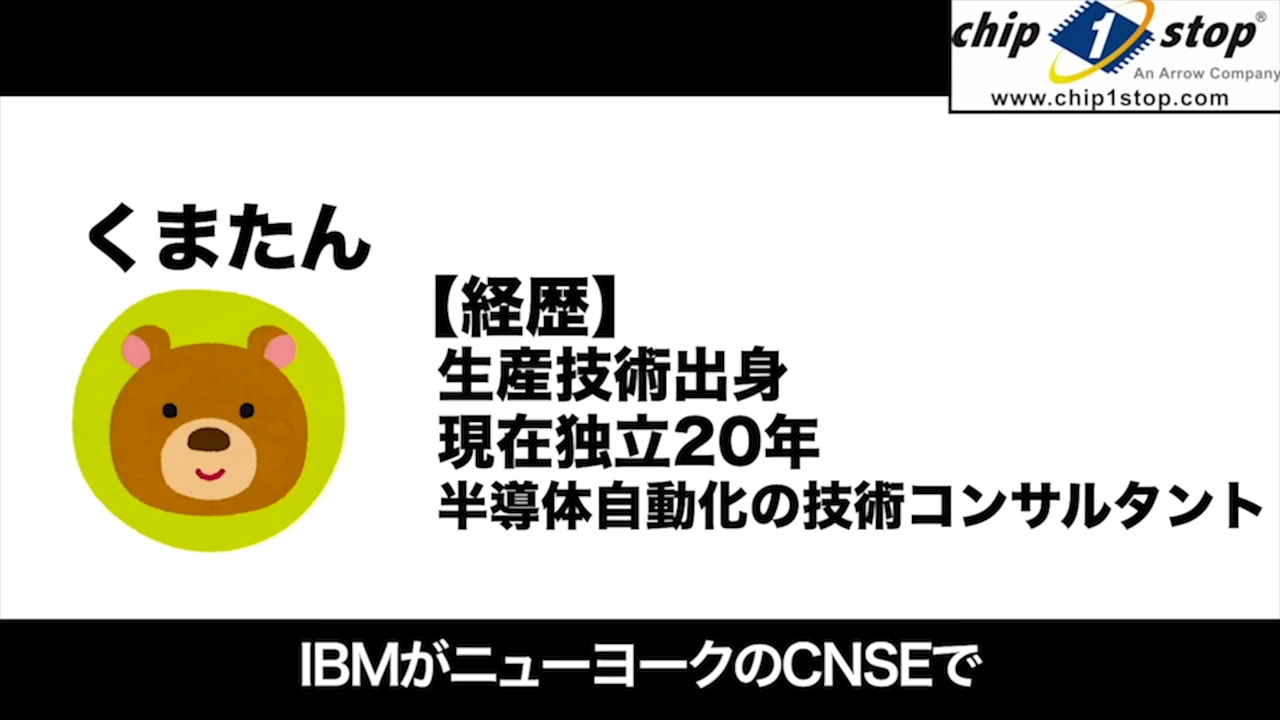 chip 1 stop®
An Arrow Company
www.chip1stop.com
くまたん
【経歴】
生産技術出身
現在独立20年
半導体自動化の技術コンサルタント
IBMがニューヨークのCNSEで